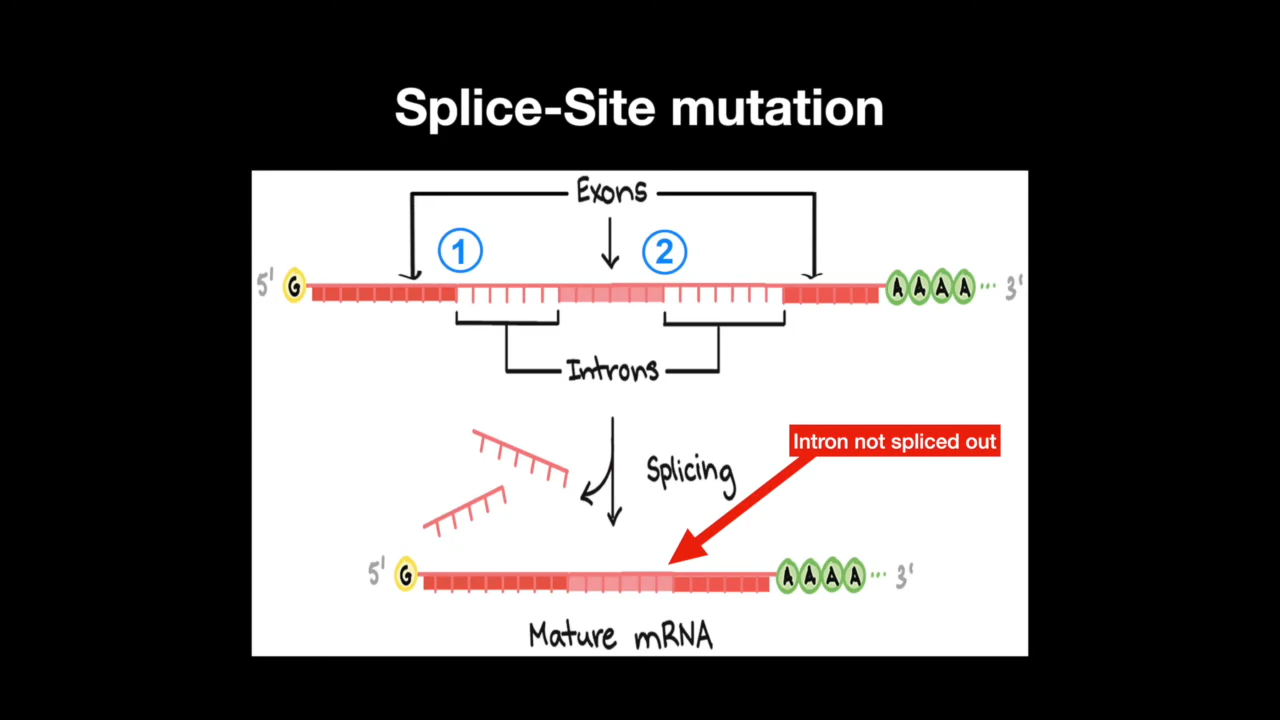 Splice-Site mutation
Exons
1 2
5' G A A A A ... 3'
Introns
Intron not spliced out
Splicing
5' G A A A A ... 3'
Mature mRNA